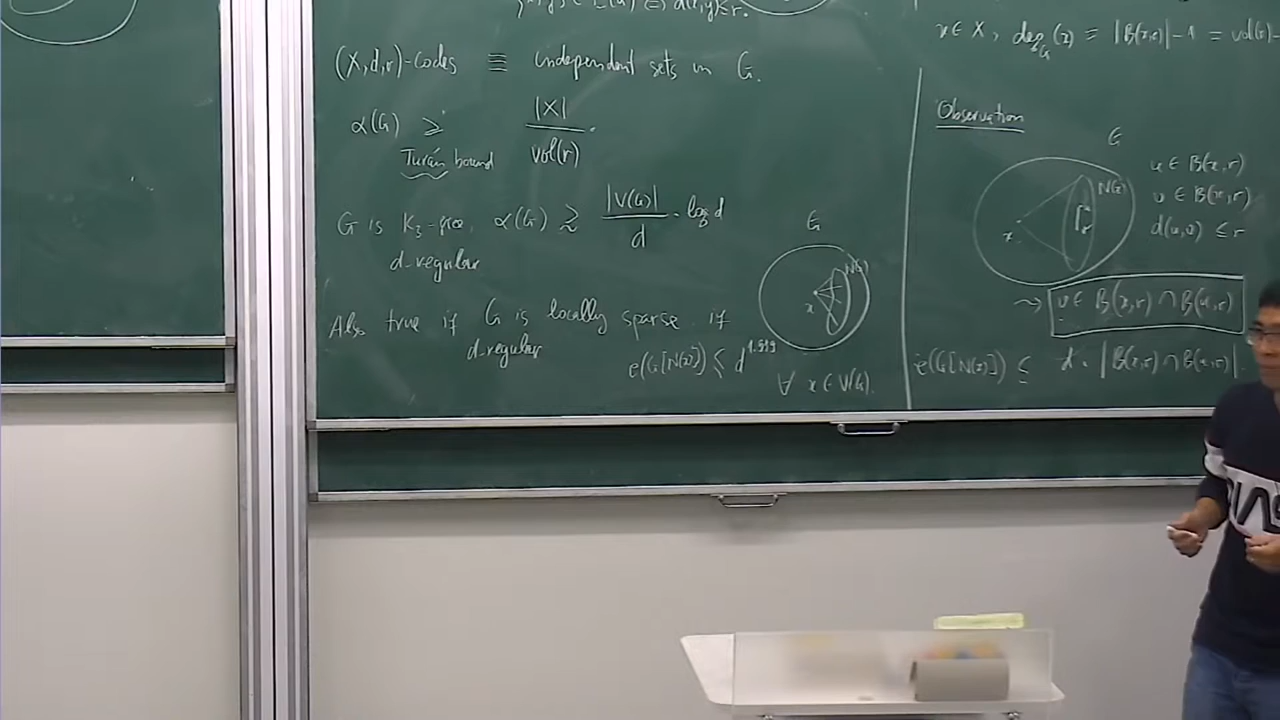 x,y} ∈ E(G) ⇔ d(x,y) ≤ r.
(X,d,r)-codes ≡ independent sets in G.
α(G) ≥ |X| / vol(r).
Turán bound
G is K₃-free, α(G) ≳ |V(G)| / d · log d
d-regular
G
N(x)
x
Also true if G is locally sparse if
d-regular
e(G[N(x)]) ≤ d^1.999
∀ x ∈ V(G).
x ∈ X, deg_G(x) = |B(x,r)| - 1 = vol(r) -
Observation
G
N(x)
x
u ∈ B(x,r)
v ∈ B(x,r)
d(u,v) ≤ r
⇝ v ∈ B(x,r) ∩ B(u,r)
e(G[N(x)]) ≤ d · |B(x,r) ∩ B(u,r)|.